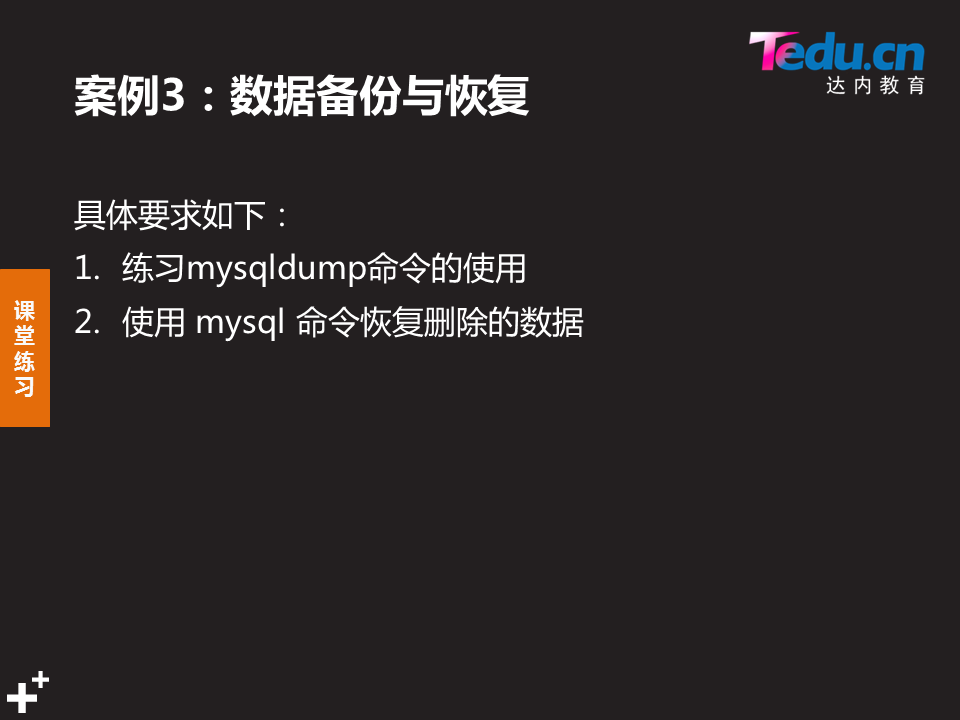 Tedu.cn
达内教育
案例3：数据备份与恢复
具体要求如下：
1. 练习mysqldump命令的使用
2. 使用 mysql 命令恢复删除的数据
课
堂
练
习